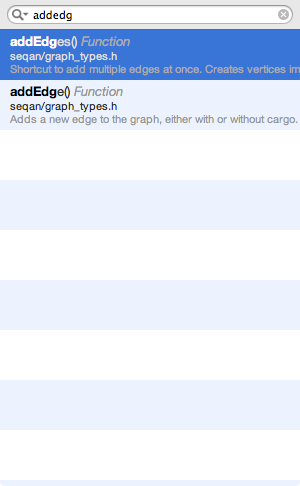 addedg
addEdges() Function
seqan/graph_types.h
Shortcut to add multiple edges at once. Creates vertices im
addEdge() Function
seqan/graph_types.h
Adds a new edge to the graph, either with or without cargo.